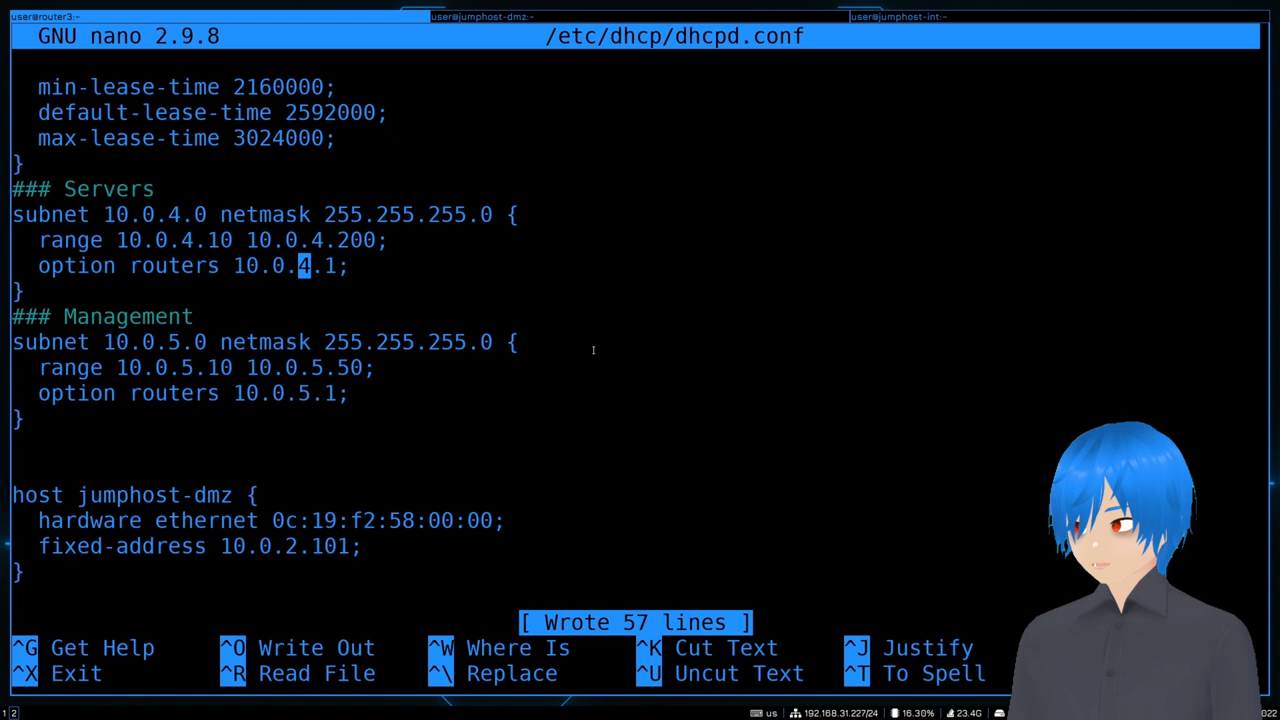 user@router3:~ user@jumphost-dmz:~ user@jumphost-int:~
GNU nano 2.9.8 /etc/dhcp/dhcpd.conf
min-lease-time 2160000;
default-lease-time 2592000;
max-lease-time 3024000;
}
### Servers
subnet 10.0.4.0 netmask 255.255.255.0 {
range 10.0.4.10 10.0.4.200;
option routers 10.0.4.1;
}
### Management
subnet 10.0.5.0 netmask 255.255.255.0 {
range 10.0.5.10 10.0.5.50;
option routers 10.0.5.1;
}
host jumphost-dmz {
hardware ethernet 0c:19:f2:58:00:00;
fixed-address 10.0.2.101;
}
[ Wrote 57 lines ]
^G Get Help ^O Write Out ^W Where Is ^K Cut Text ^J Justify
^X Exit ^R Read File ^\ Replace ^U Uncut Text ^T To Spell
1 2 us 192.168.31.227/24 16.30% 23.4G 022